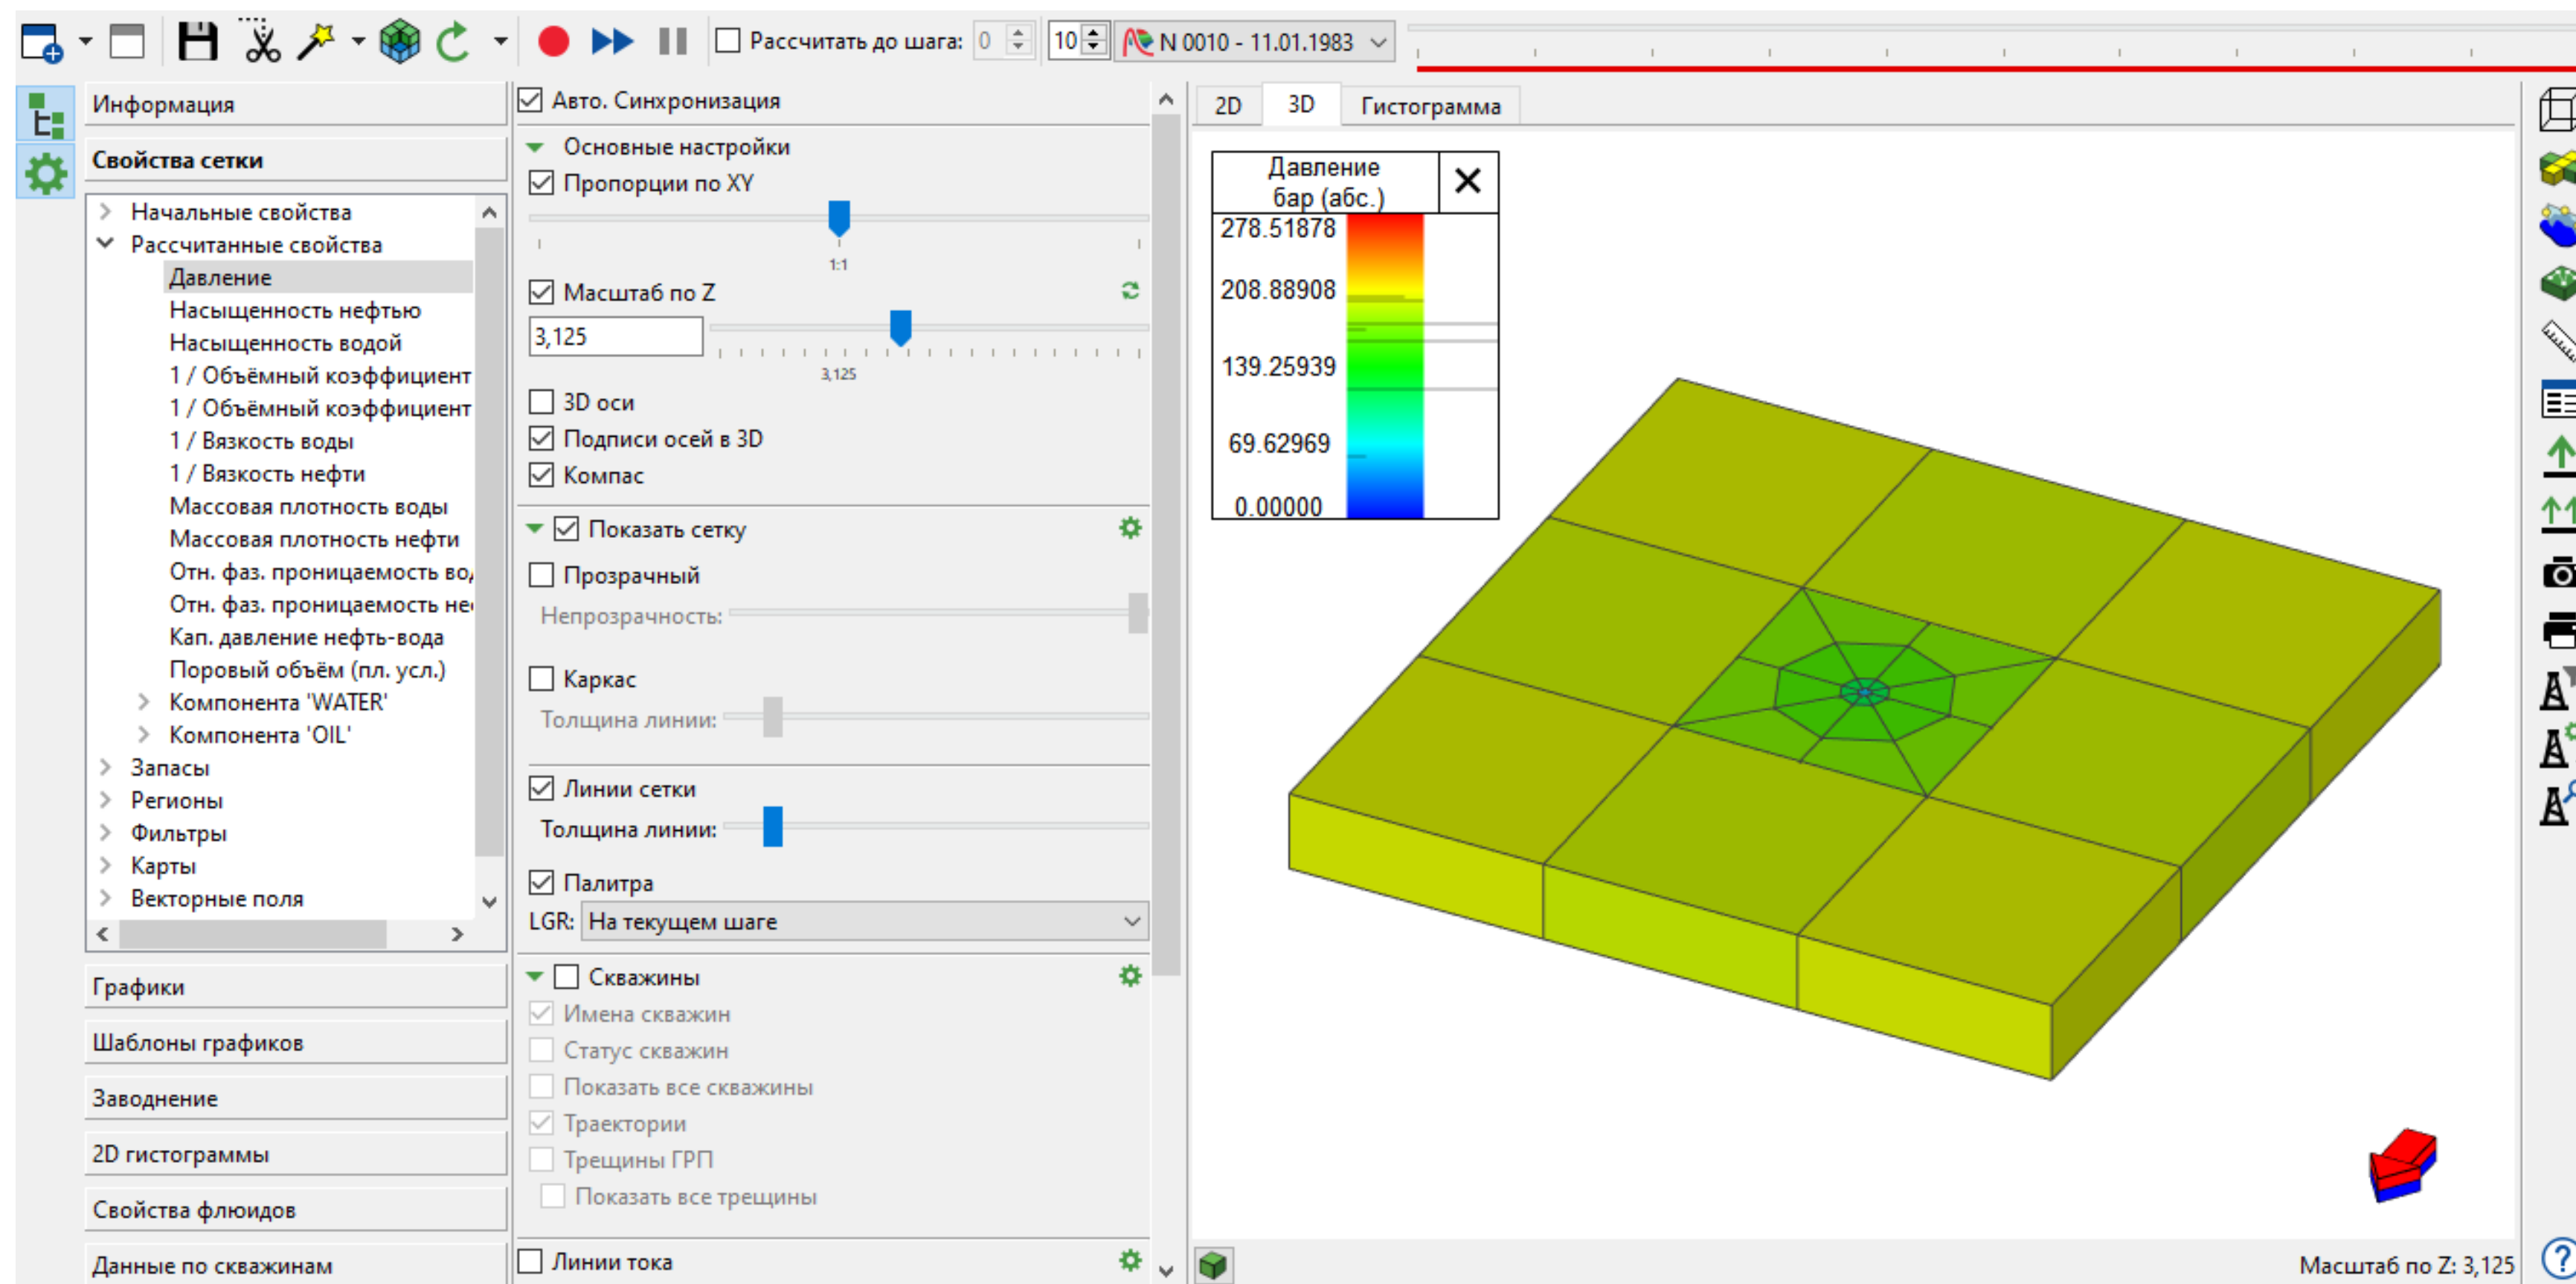 Рассчитать до шага: 0 10 N 0010 - 11.01.1983
Информация
Свойства сетки
Начальные свойства
Рассчитанные свойства
Давление
Насыщенность нефтью
Насыщенность водой
1 / Объёмный коэффициент
1 / Объёмный коэффициент
1 / Вязкость воды
1 / Вязкость нефти
Массовая плотность воды
Массовая плотность нефти
Отн. фаз. проницаемость во
Отн. фаз. проницаемость не
Кап. давление нефть-вода
Поровый объём (пл. усл.)
Компонента 'WATER'
Компонента 'OIL'
Запасы
Регионы
Фильтры
Карты
Векторные поля
Графики
Шаблоны графиков
Заводнение
2D гистограммы
Свойства флюидов
Данные по скважинам
Авто. Синхронизация
Основные настройки
Пропорции по XY
1:1
Масштаб по Z
3,125
3,125
3D оси
Подписи осей в 3D
Компас
Показать сетку
Прозрачный
Непрозрачность:
Каркас
Толщина линии:
Линии сетки
Толщина линии:
Палитра
LGR: На текущем шаге
Скважины
Имена скважин
Статус скважин
Показать все скважины
Траектории
Трещины ГРП
Показать все трещины
Линии тока
2D 3D Гистограмма
Давление
бар (абс.)
278.51878
208.88908
139.25939
69.62969
0.00000
Масштаб по Z: 3,125